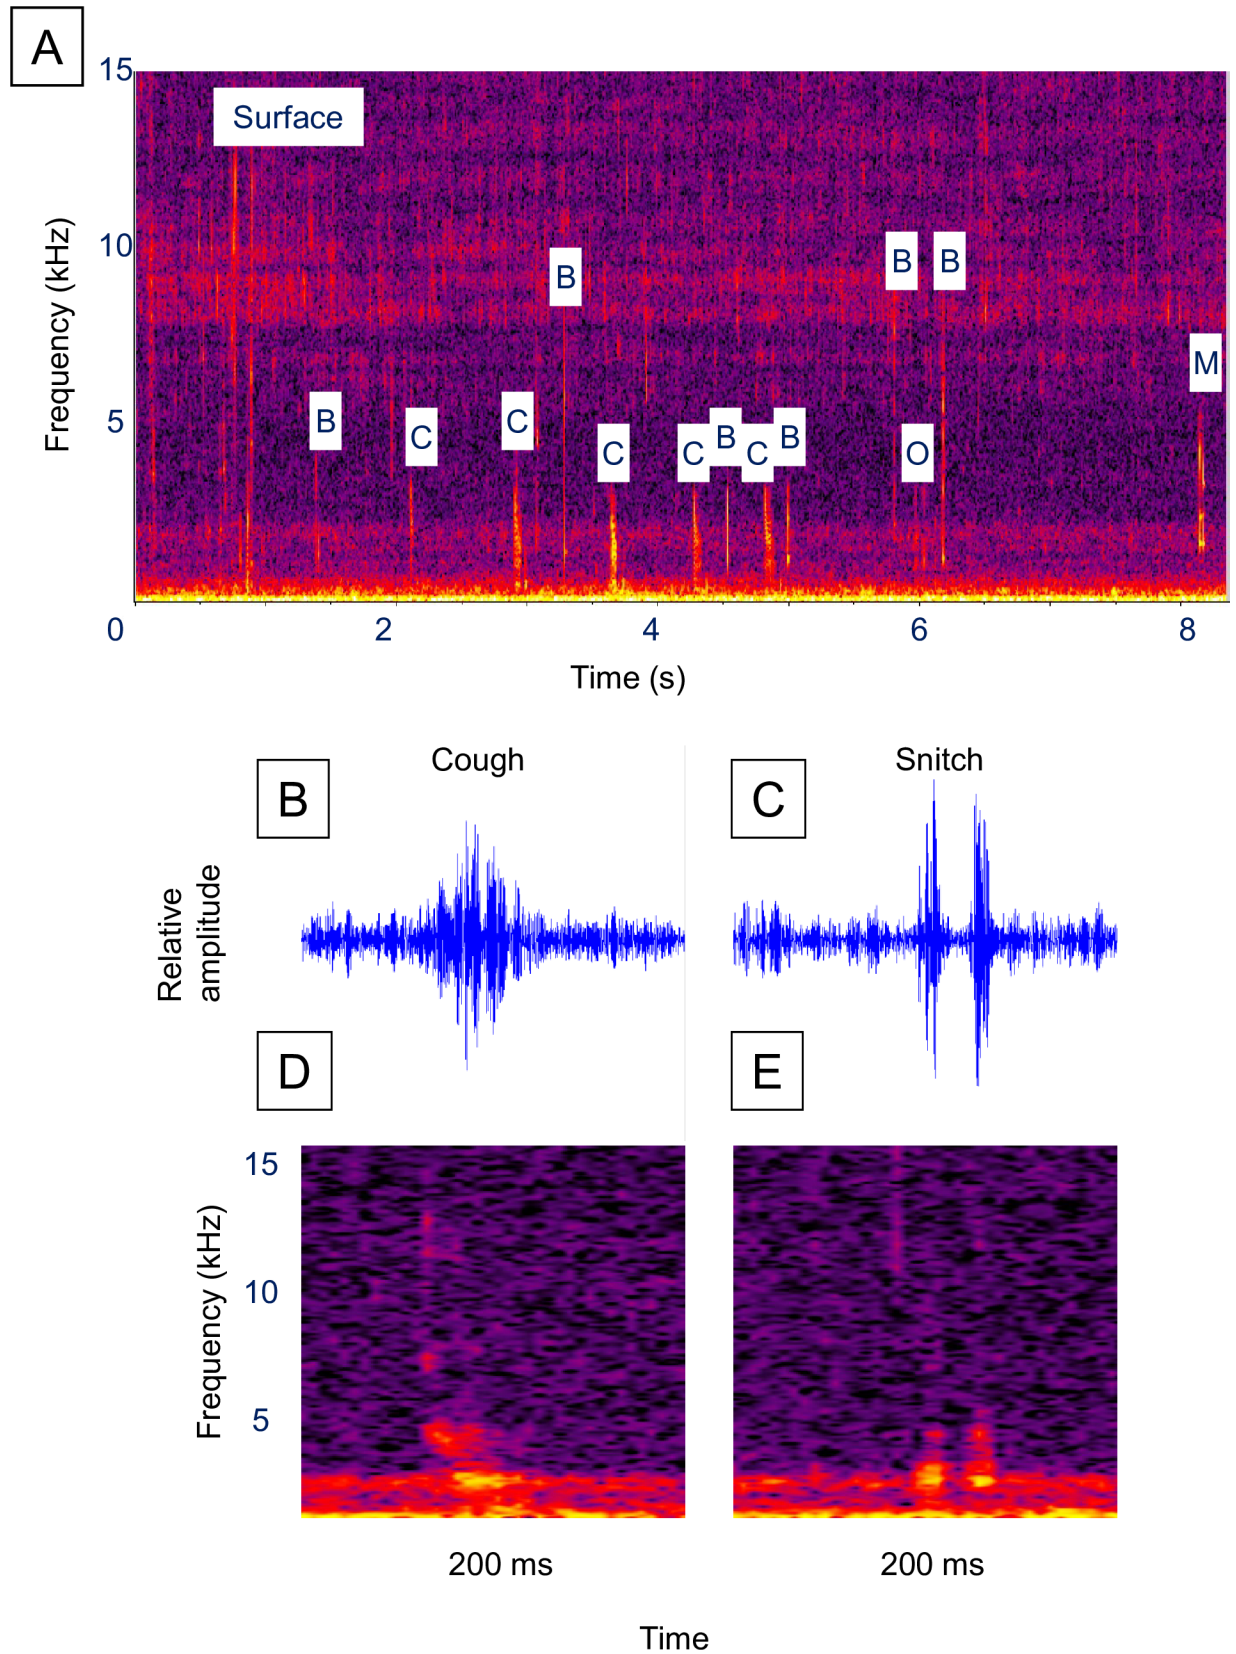 A
15
Surface
10
B
B
B
Frequency (kHz)
M
5
B
C
C
C
C
B
C
B
O
0
2
4
6
8
Time (s)
Cough
Snitch
B
C
Relative
amplitude
D
E
15
10
5
Frequency (kHz)
200 ms
200 ms
Time